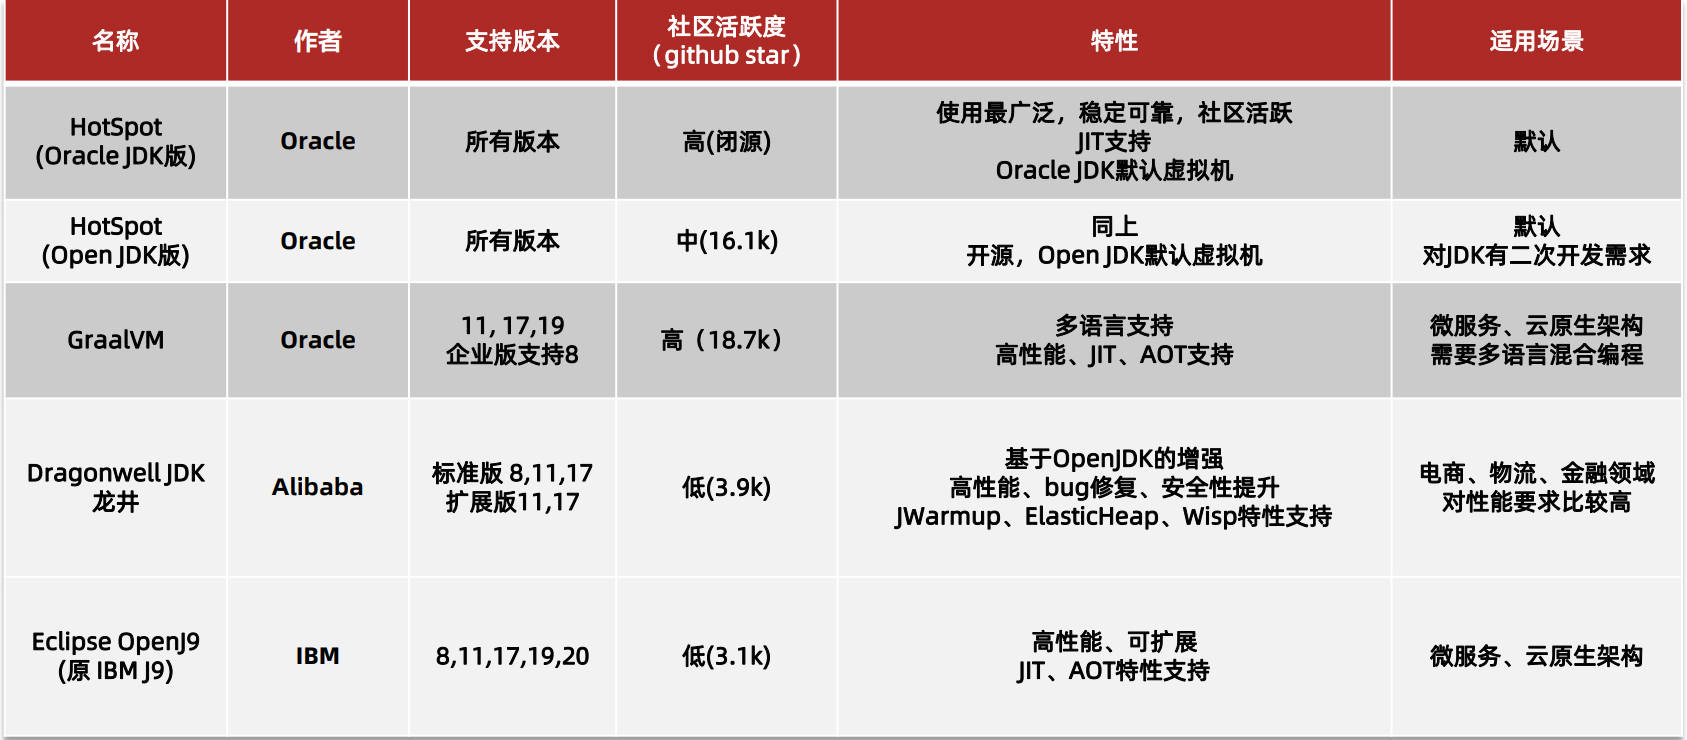 名称
作者
支持版本
社区活跃度
（github star）
特性
适用场景
HotSpot
(Oracle JDK版)
Oracle
所有版本
高(闭源)
使用最广泛，稳定可靠，社区活跃
JIT支持
Oracle JDK默认虚拟机
默认
HotSpot
(Open JDK版)
Oracle
所有版本
中(16.1k)
同上
开源，Open JDK默认虚拟机
默认
对JDK有二次开发需求
GraalVM
Oracle
11, 17,19
企业版支持8
高（18.7k）
多语言支持
高性能、JIT、AOT支持
微服务、云原生架构
需要多语言混合编程
Dragonwell JDK
龙井
Alibaba
标准版 8,11,17
扩展版11,17
低(3.9k)
基于OpenJDK的增强
高性能、bug修复、安全性提升
JWarmup、ElasticHeap、Wisp特性支持
电商、物流、金融领域
对性能要求比较高
Eclipse OpenJ9
(原 IBM J9)
IBM
8,11,17,19,20
低(3.1k)
高性能、可扩展
JIT、AOT特性支持
微服务、云原生架构